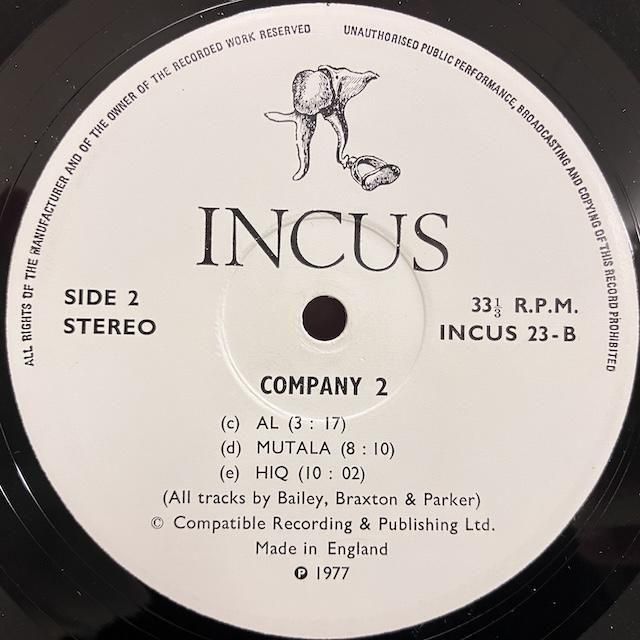 ALL RIGHTS OF THE MANUFACTURER AND OF THE OWNER OF THE RECORDED WORK RESERVED
UNAUTHORISED PUBLIC PERFORMANCE, BROADCASTING AND COPYING OF THIS RECORD PROHIBITED
INCUS
SIDE 2
STEREO
33⅓ R.P.M.
INCUS 23-B
COMPANY 2
(c) AL (3 : 17)
(d) MUTALA (8 : 10)
(e) HIQ (10 : 02)
(All tracks by Bailey, Braxton & Parker)
© Compatible Recording & Publishing Ltd.
Made in England
℗ 1977